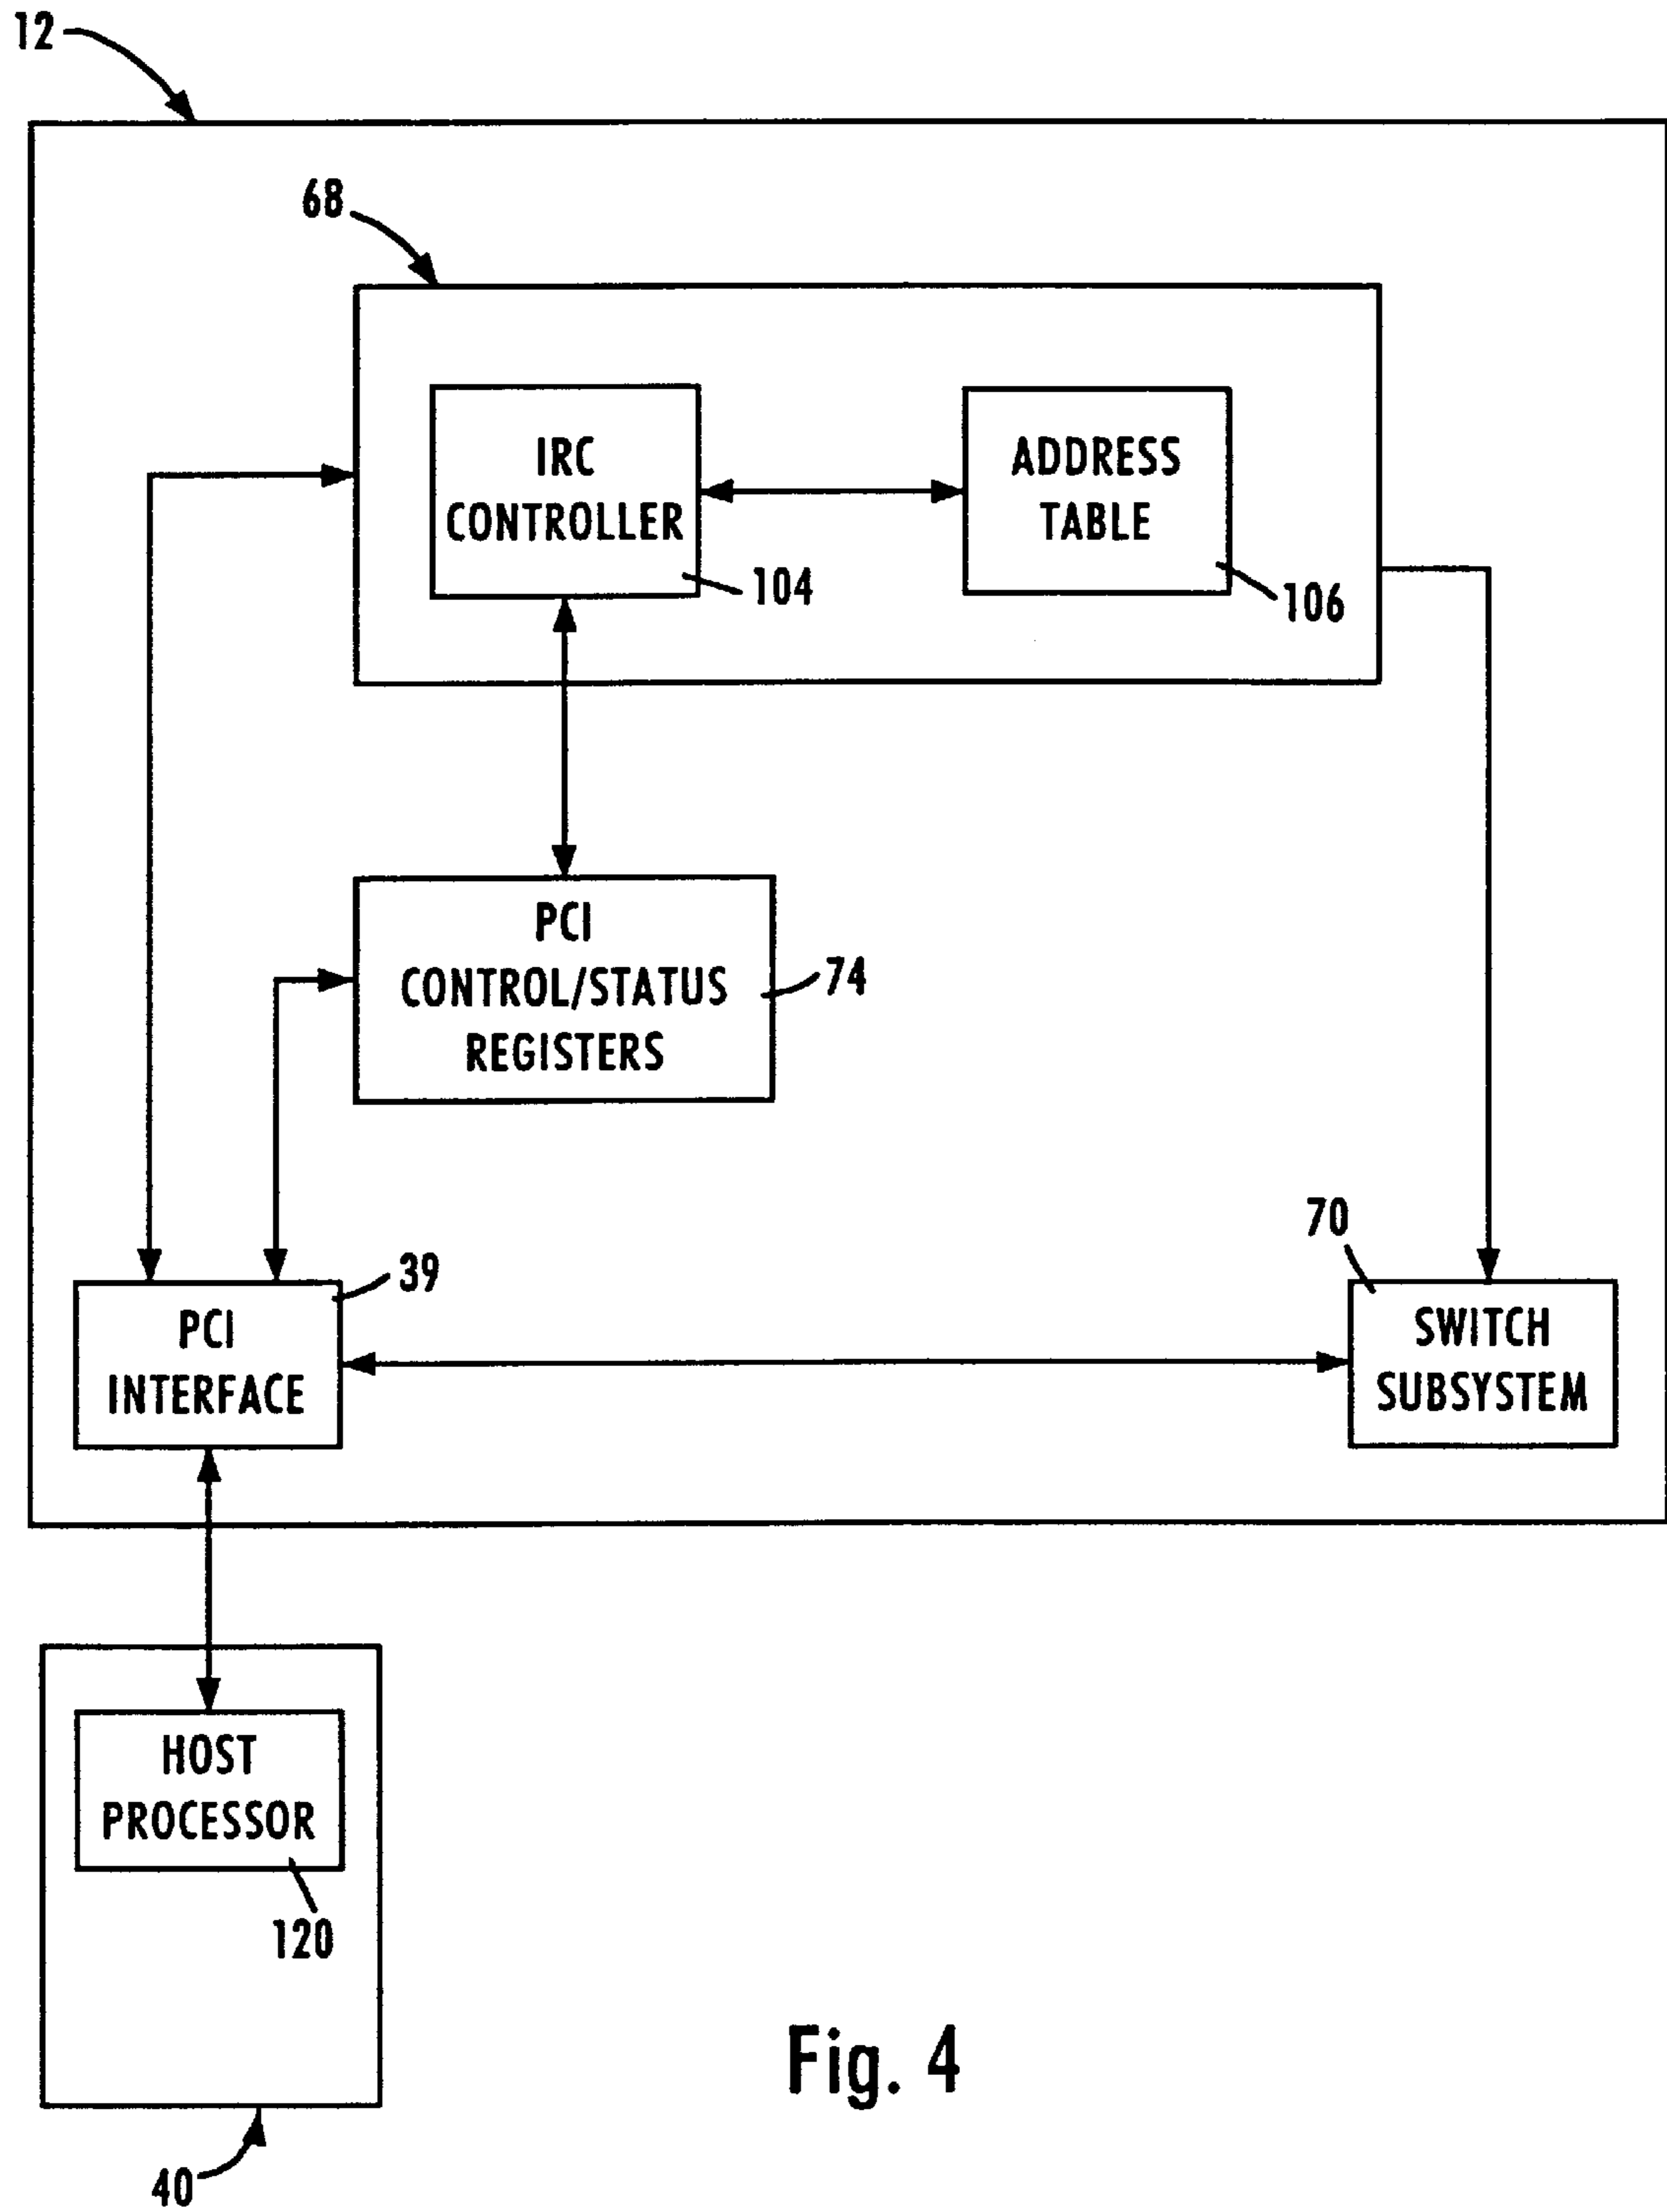 12
68
IRC
CONTROLLER
104
ADDRESS
TABLE
106
PCI
CONTROL/STATUS
REGISTERS
74
70
39
PCI
INTERFACE
SWITCH
SUBSYSTEM
HOST
PROCESSOR
120
Fig. 4
40